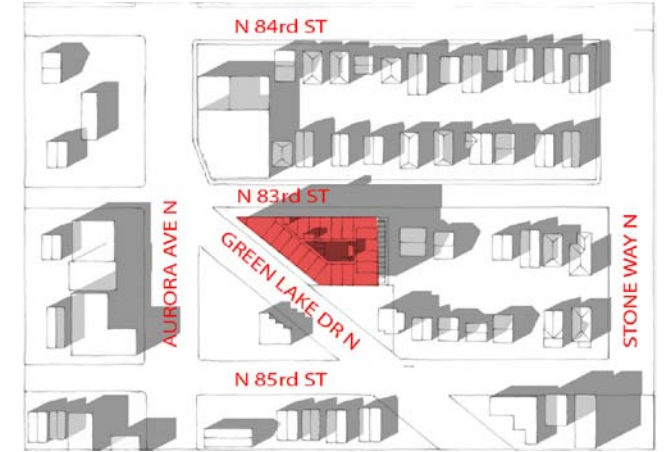 N 84rd ST
N 83rd ST
GREEN LAKE DR N
AURORA AVE N
STONE WAY N
N 85rd ST